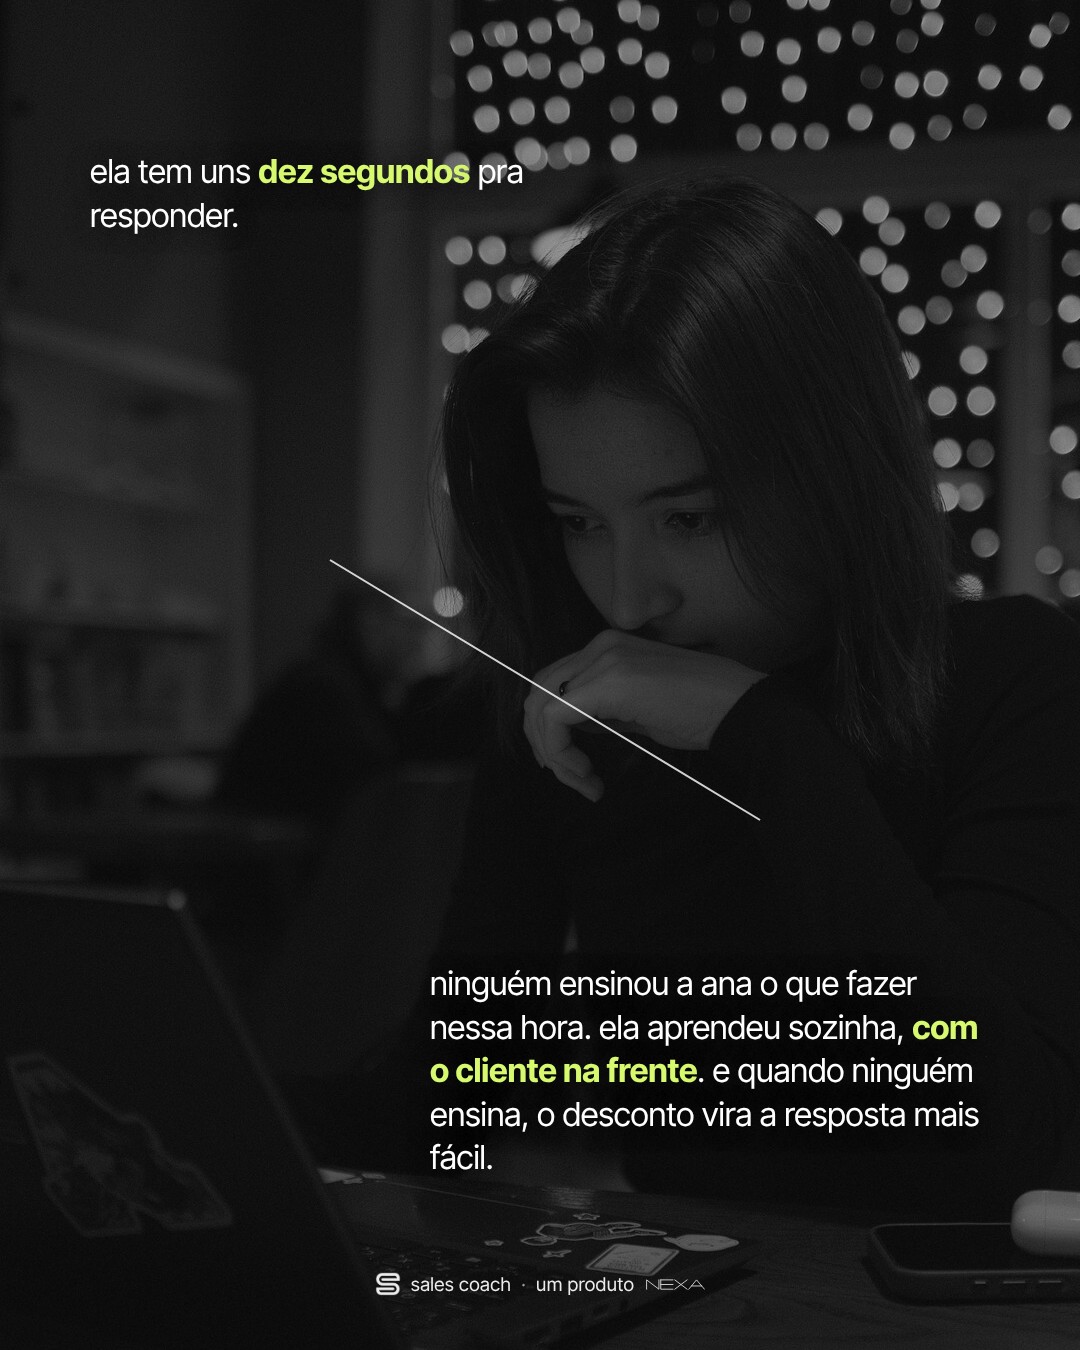 ela tem uns dez segundos pra
responder.
ninguém ensinou a ana o que fazer
nessa hora. ela aprendeu sozinha, com
o cliente na frente. e quando ninguém
ensina, o desconto vira a resposta mais
fácil.
sales coach · um produto NEXA